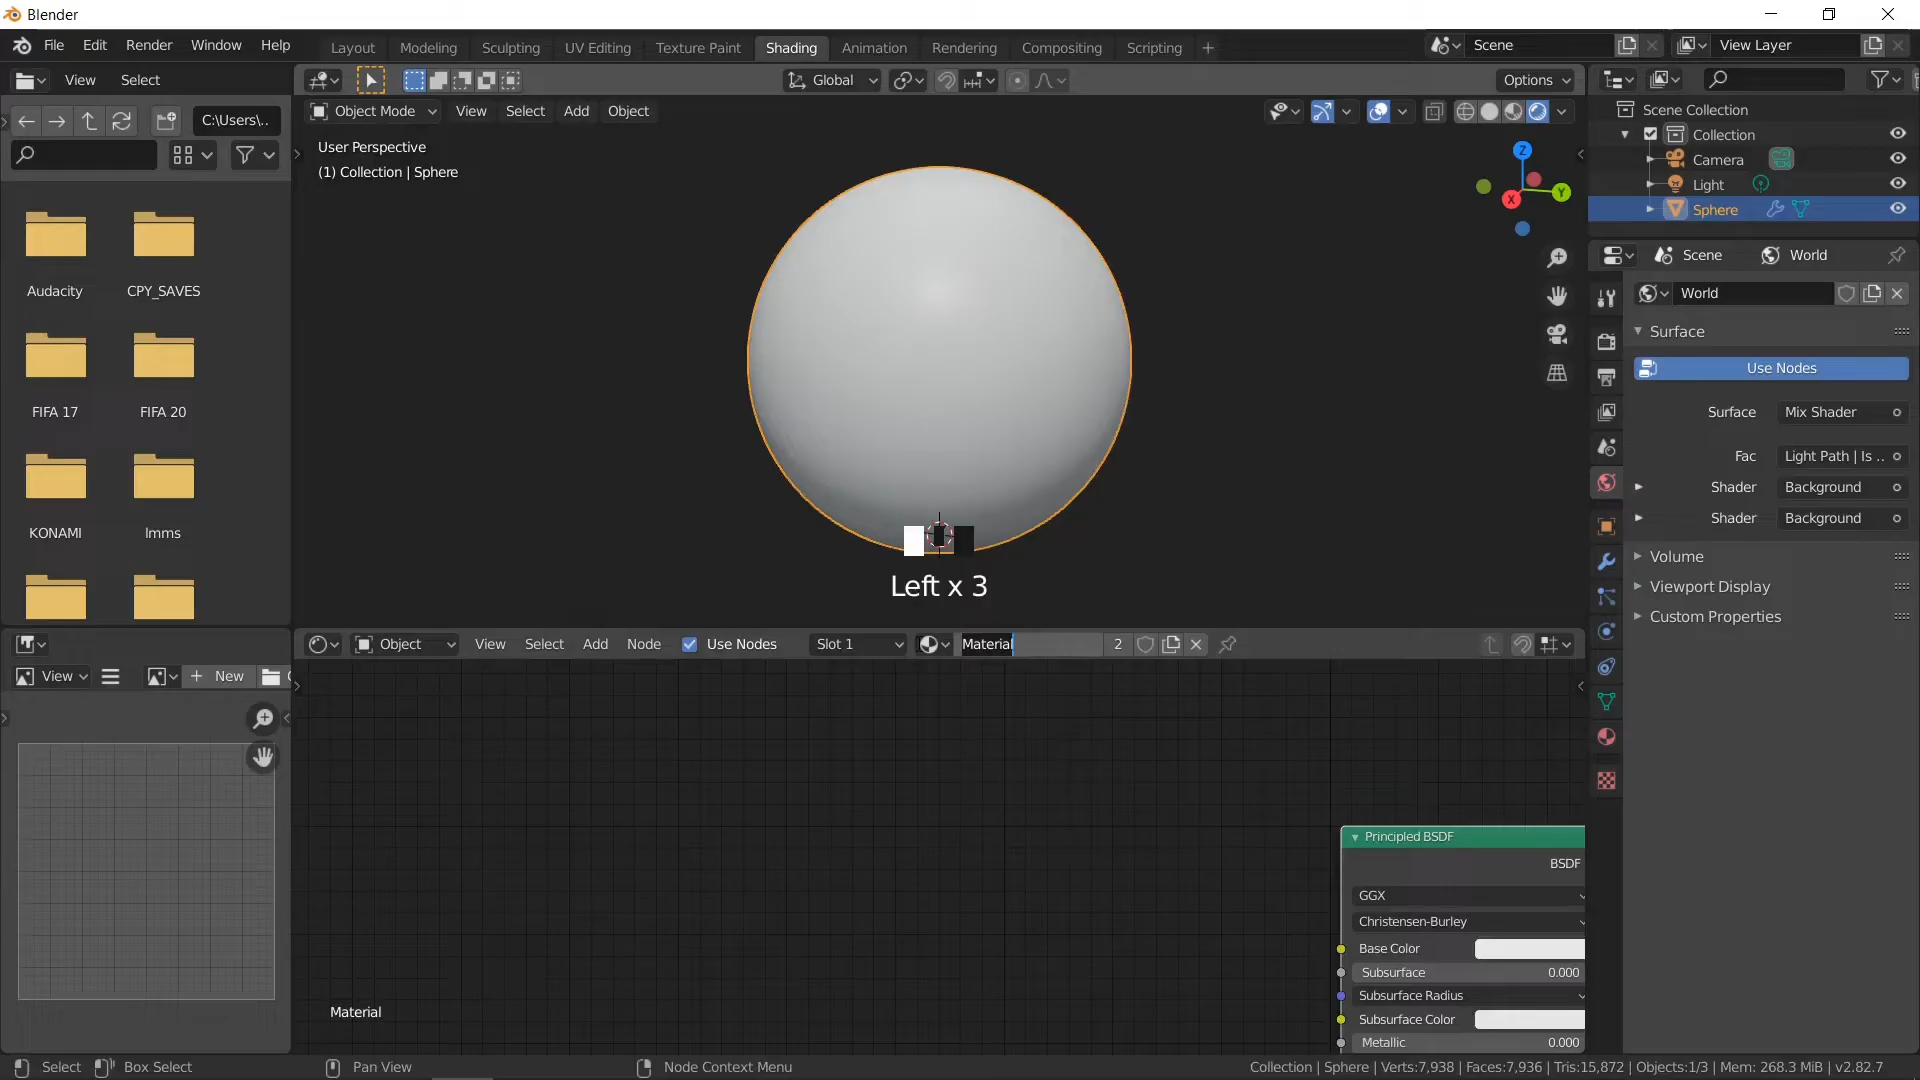 Blender
File Edit Render Window Help
Layout Modeling Sculpting UV Editing Texture Paint Shading Animation Rendering Compositing Scripting +
Scene
View Layer
View Select
Global
Options
C:\Users\..
Object Mode View Select Add Object
User Perspective
(1) Collection | Sphere
Z
Y
X
Audacity CPY_SAVES
FIFA 17 FIFA 20
KONAMI lmms
Left x 3
Scene Collection
Collection
Camera
Light
Sphere
Scene World
World
Surface
Use Nodes
Surface Mix Shader
Fac Light Path | Is ..
Shader Background
Shader Background
Volume
Viewport Display
Custom Properties
Object View Select Add Node Use Nodes Slot 1 Material 2
View + New
Principled BSDF
BSDF
GGX
Christensen-Burley
Base Color
Subsurface 0.000
Subsurface Radius
Subsurface Color
Metallic 0.000
Material
Select Box Select Pan View Node Context Menu
Collection | Sphere | Verts:7,938 | Faces:7,936 | Tris:15,872 | Objects:1/3 | Mem: 268.3 MiB | v2.82.7